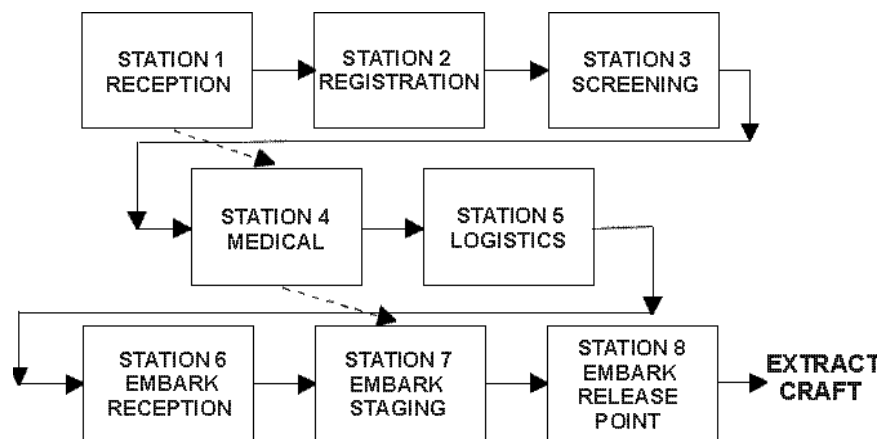 STATION 1
RECEPTION
STATION 2
REGISTRATION
STATION 3
SCREENING
STATION 4
MEDICAL
STATION 5
LOGISTICS
STATION 6
EMBARK
RECEPTION
STATION 7
EMBARK
STAGING
STATION 8
EMBARK
RELEASE
POINT
EXTRACT
CRAFT